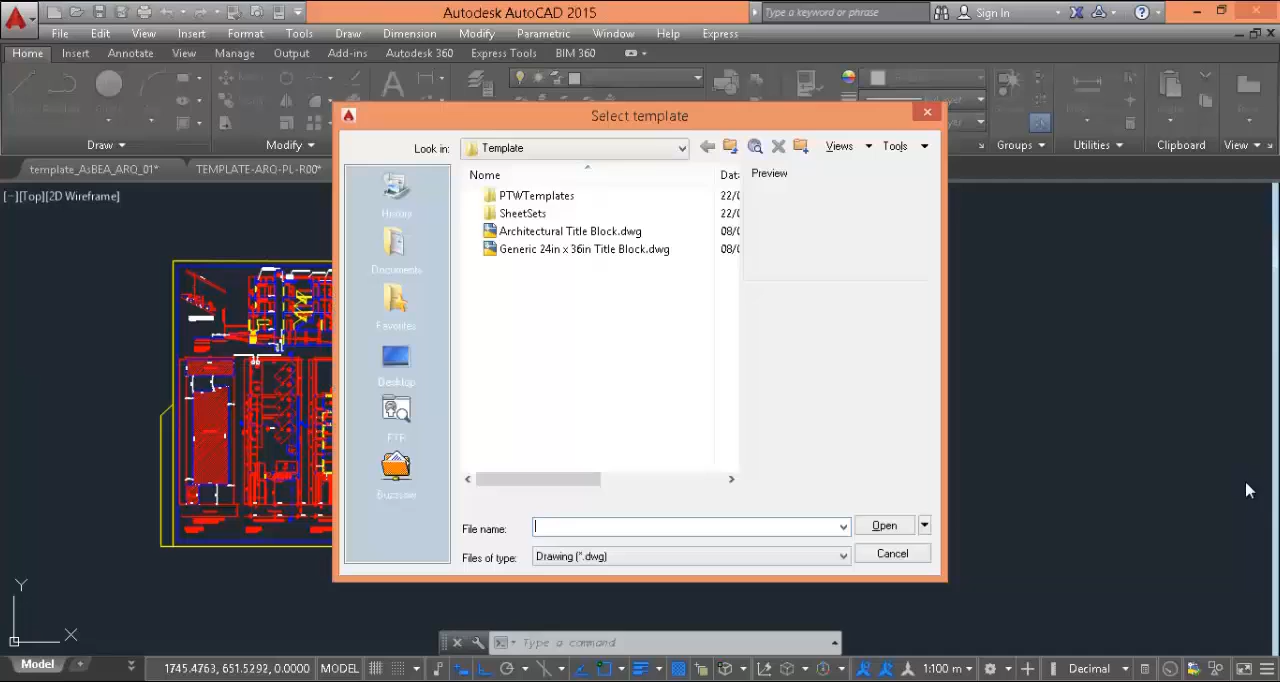 Autodesk AutoCAD 2015
Type a keyword or phrase
Sign In
File Edit View Insert Format Tools Draw Dimension Modify Parametric Window Help Express
Home Insert Annotate View Manage Output Add-ins Autodesk 360 Express Tools BIM 360
Draw Modify Groups Utilities Clipboard View
template_AsBEA_ARQ_01* TEMPLATE-ARQ-PL-R00*
[−][Top][2D Wireframe]
Select template
Look in: Template Views Tools
Name
Preview
PTWTemplates 22/
SheetSets 22/
Architectural Title Block.dwg 08/
Generic 24in x 36in Title Block.dwg 08/
History
Documents
Favorites
Desktop
FTP
Buzzsaw
File name: Open
Files of type: Drawing (*.dwg) Cancel
Y
X
Type a command
Model + 1745.4763, 651.5292, 0.0000 MODEL 1:100 m Decimal